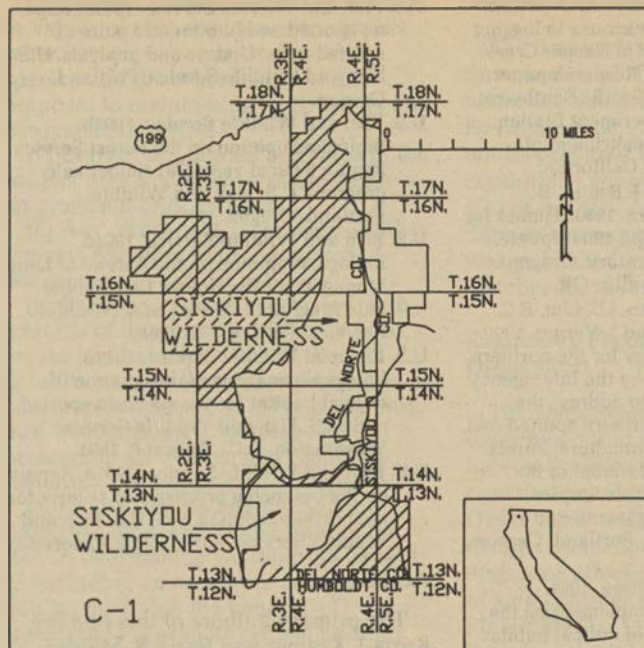 R.3E.
R.4E.
R.4E.
R.5E.
T.18N.
T.17N.
T.18N.
T.17N.
199
0
10 MILES
R.2E.
R.3E.
T.17N.
T.16N.
T.17N.
T.16N.
N
CO.
T.16N.
T.15N.
T.16N.
T.15N.
SISKIYOU
WILDERNESS
CO.
DEL NORTE
SISKIYOU
T.15N.
T.14N.
T.15N.
T.14N.
R.2E.
R.3E.
T.14N.
T.13N.
T.14N.
T.13N.
SISKIYOU
WILDERNESS
T.13N.
T.12N.
DEL NORTE CO.
HUMBOLDT CO.
T.13N.
T.12N.
C-1
R.3E.
R.4E.
R.4E.
R.5E.